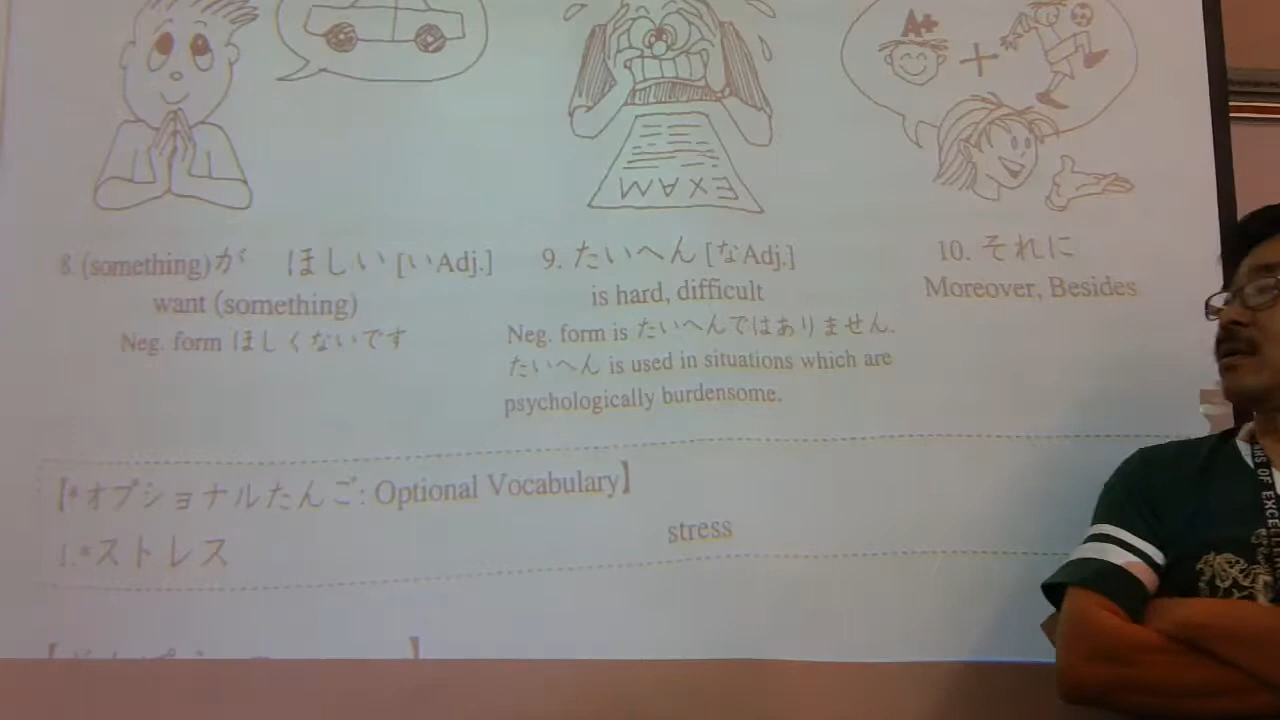 A+
+
EXAM
8. (something)が ほしい [いAdj.]
want (something)
Neg. form ほしくないです
9. たいへん [なAdj.]
is hard, difficult
Neg. form is たいへんではありません.
たいへん is used in situations which are
psychologically burdensome.
10. それに
Moreover, Besides
【*オプショナルたんご: Optional Vocabulary】
1.*ストレス stress
OF EXCELL